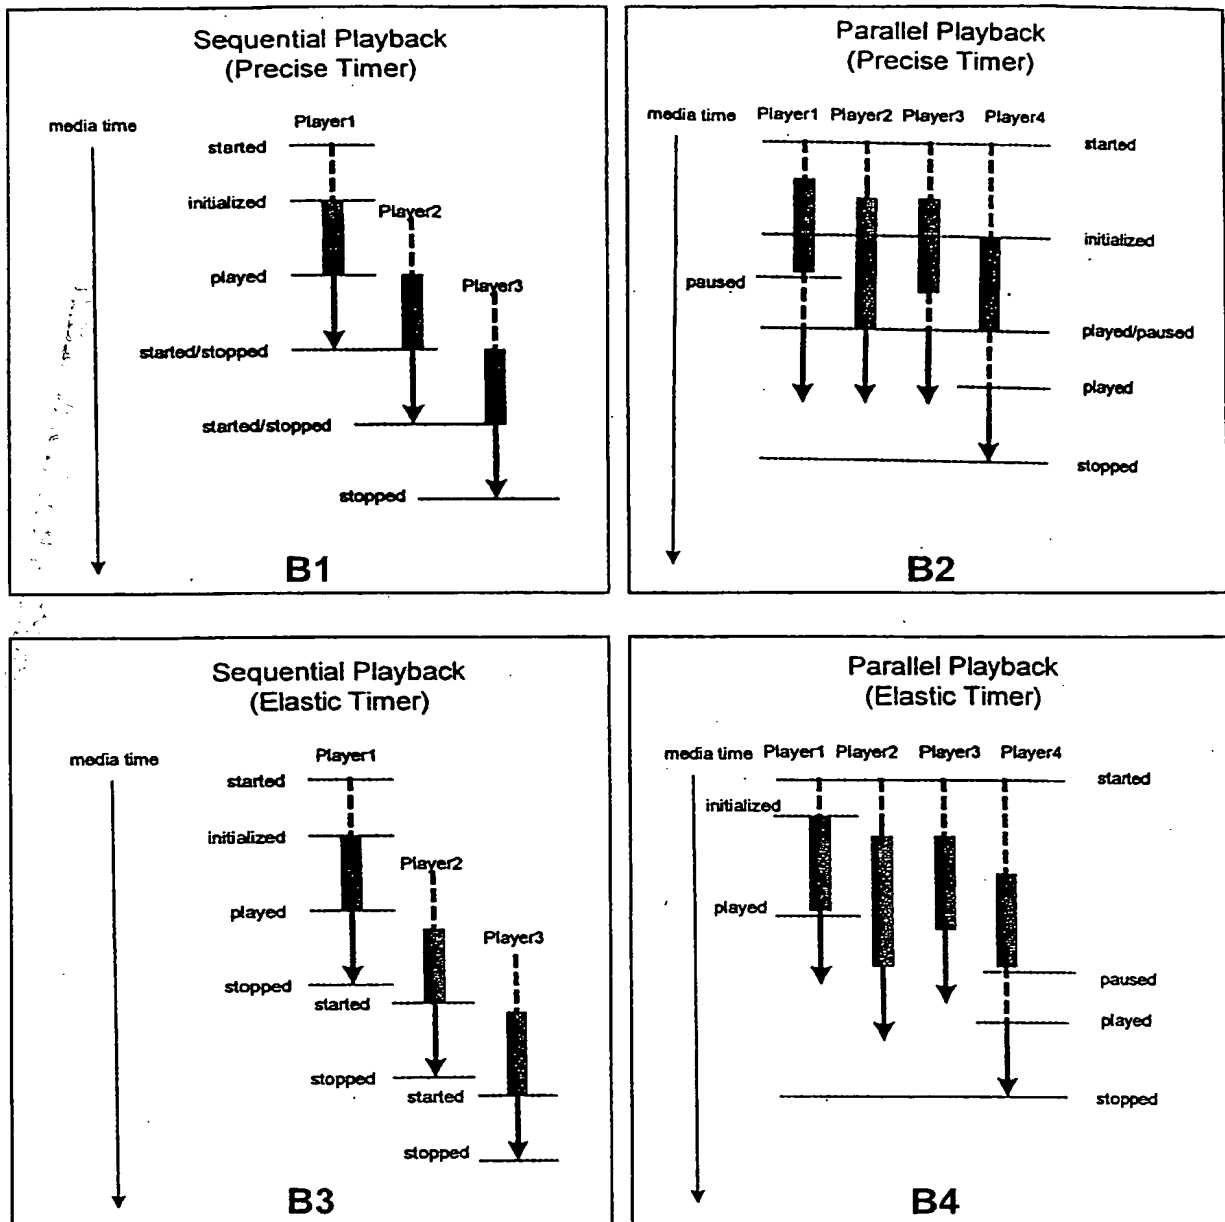 Sequential Playback
(Precise Timer)
media time
Player1
started
initialized
Player2
played
Player3
started/stopped
started/stopped
stopped
B1
Parallel Playback
(Precise Timer)
media time
Player1
Player2
Player3
Player4
started
initialized
paused
played/paused
played
stopped
B2
Sequential Playback
(Elastic Timer)
media time
Player1
started
initialized
Player2
played
Player3
stopped
started
stopped
started
stopped
B3
Parallel Playback
(Elastic Timer)
media time
Player1
Player2
Player3
Player4
started
initialized
played
paused
played
stopped
B4